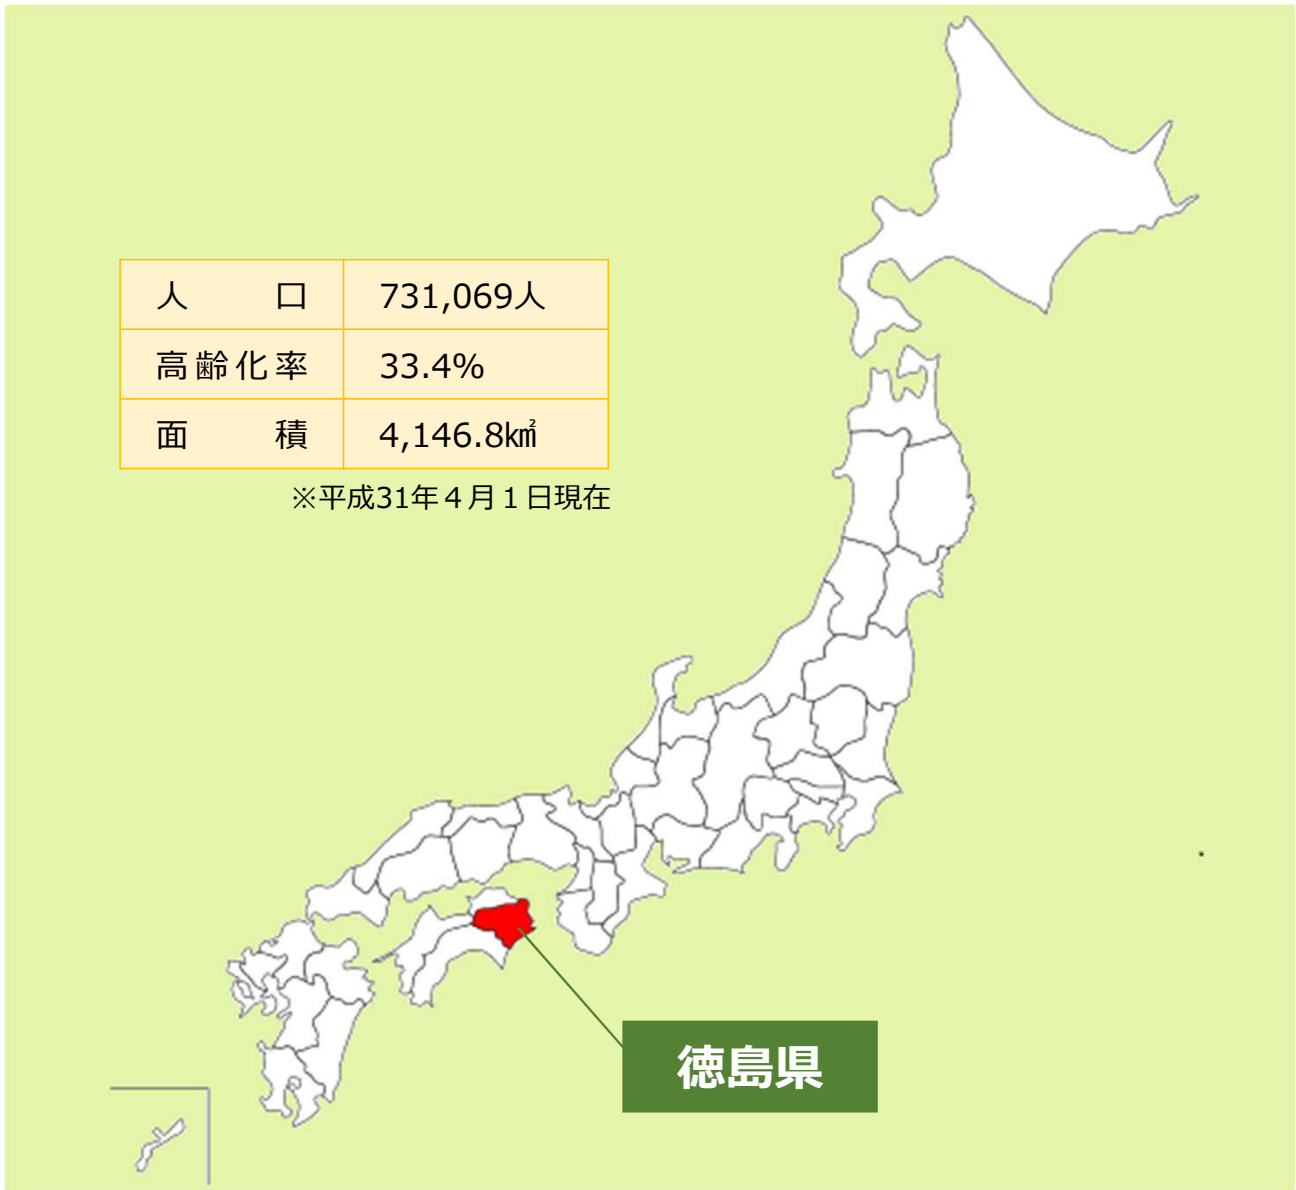 人口 731,069人
高齢化率 33.4%
面積 4,146.8㎢
※平成31年４月１日現在
徳島県